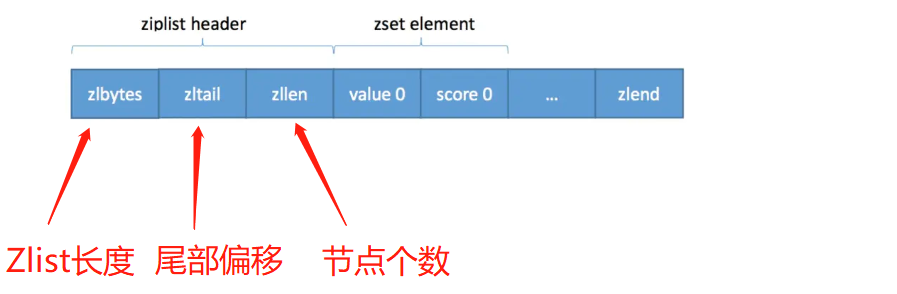 ziplist header zset element
zlbytes zltail zllen value 0 score 0 ... zlend
Zlist长度 尾部偏移 节点个数